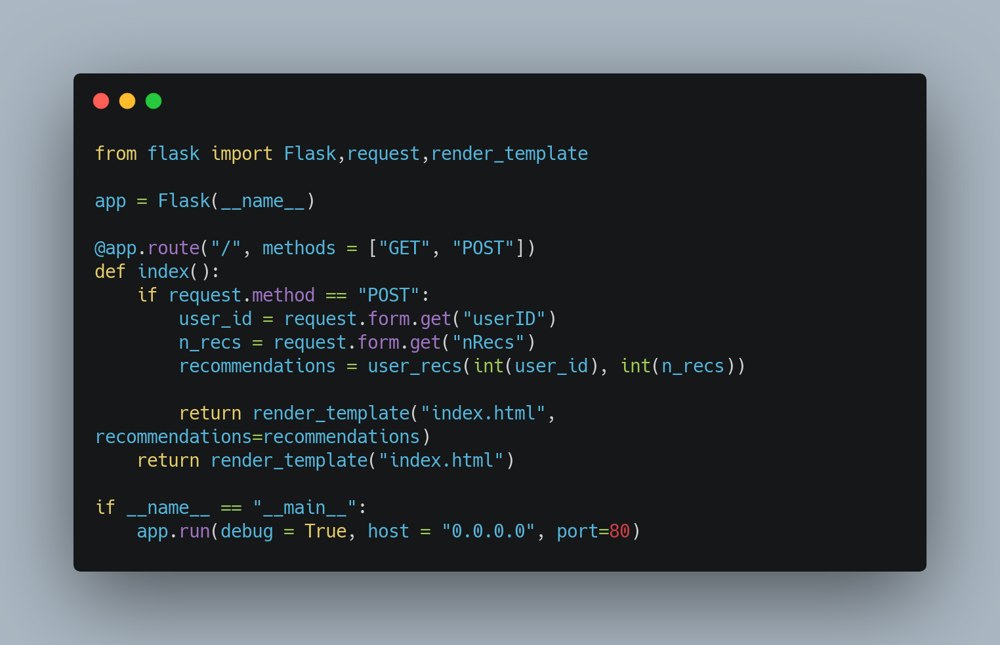 from flask import Flask,request,render_template

app = Flask(__name__)

@app.route("/", methods = ["GET", "POST"])
def index():
    if request.method == "POST":
        user_id = request.form.get("userID")
        n_recs = request.form.get("nRecs")
        recommendations = user_recs(int(user_id), int(n_recs))

        return render_template("index.html",
recommendations=recommendations)
    return render_template("index.html")

if __name__ == "__main__":
    app.run(debug = True, host = "0.0.0.0", port=80)